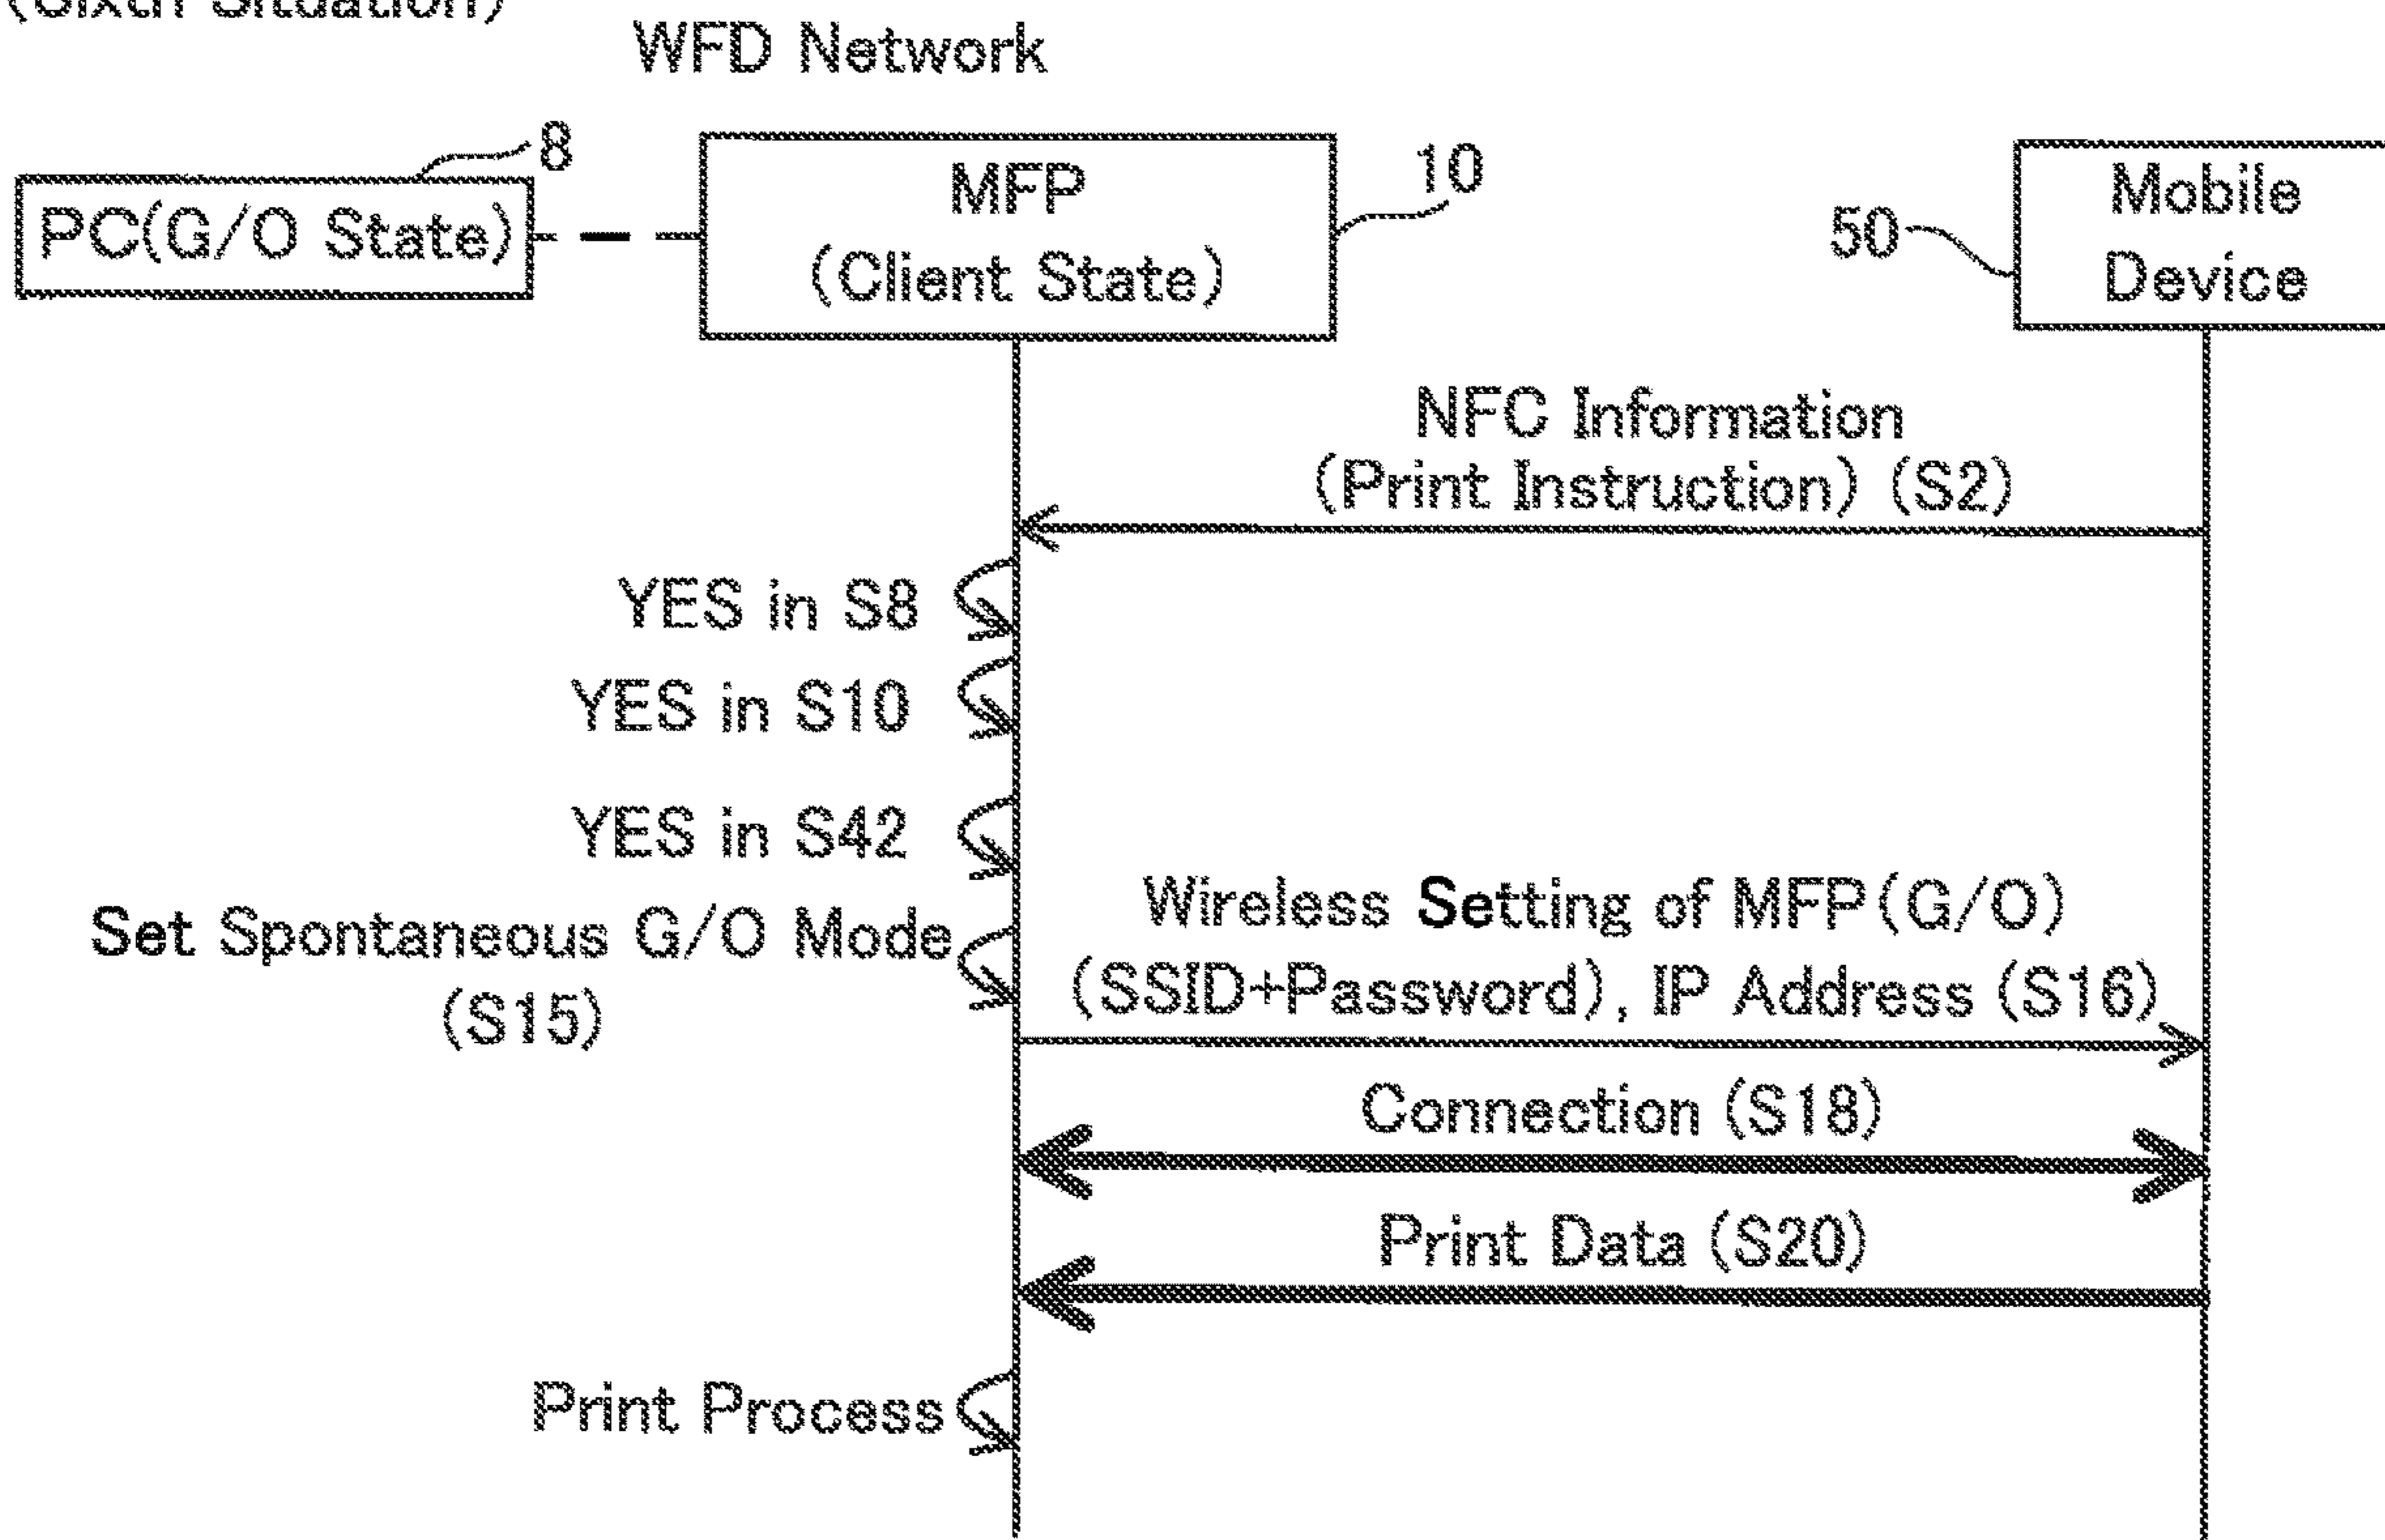 (Sixth Situation)
WFD Network
8
PC(G/O State)
MFP
(Client State)
10
50
Mobile
Device
NFC Information
(Print Instruction) (S2)
YES in S8
YES in S10
YES in S42
Set Spontaneous G/O Mode
(S15)
Wireless Setting of MFP(G/O)
(SSID+Password), IP Address (S16)
Connection (S18)
Print Data (S20)
Print Process